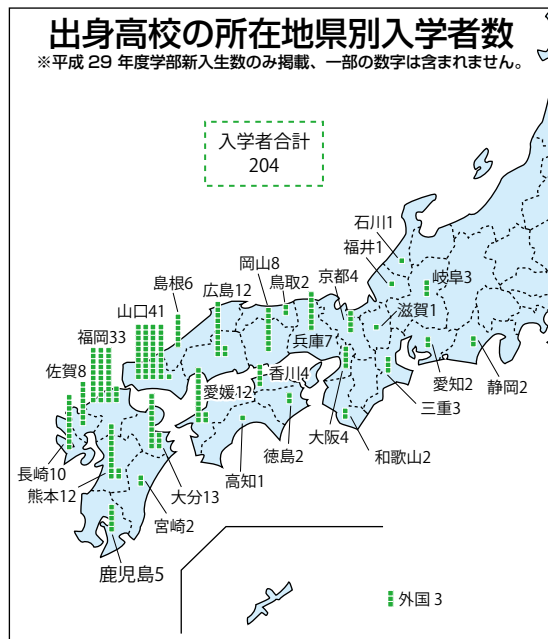 出身高校の所在地県別入学者数
※平成 29 年度学部新入生数のみ掲載、一部の数字は含まれません。
入学者合計
204
石川1
福井1
岐阜3
岡山8
鳥取2
京都4
島根6
広島12
滋賀1
山口41
福岡33
兵庫7
佐賀8
香川4
愛媛12
愛知2
静岡2
三重3
大阪4
徳島2
和歌山2
長崎10
高知1
熊本12
大分13
宮崎2
鹿児島5
外国 3